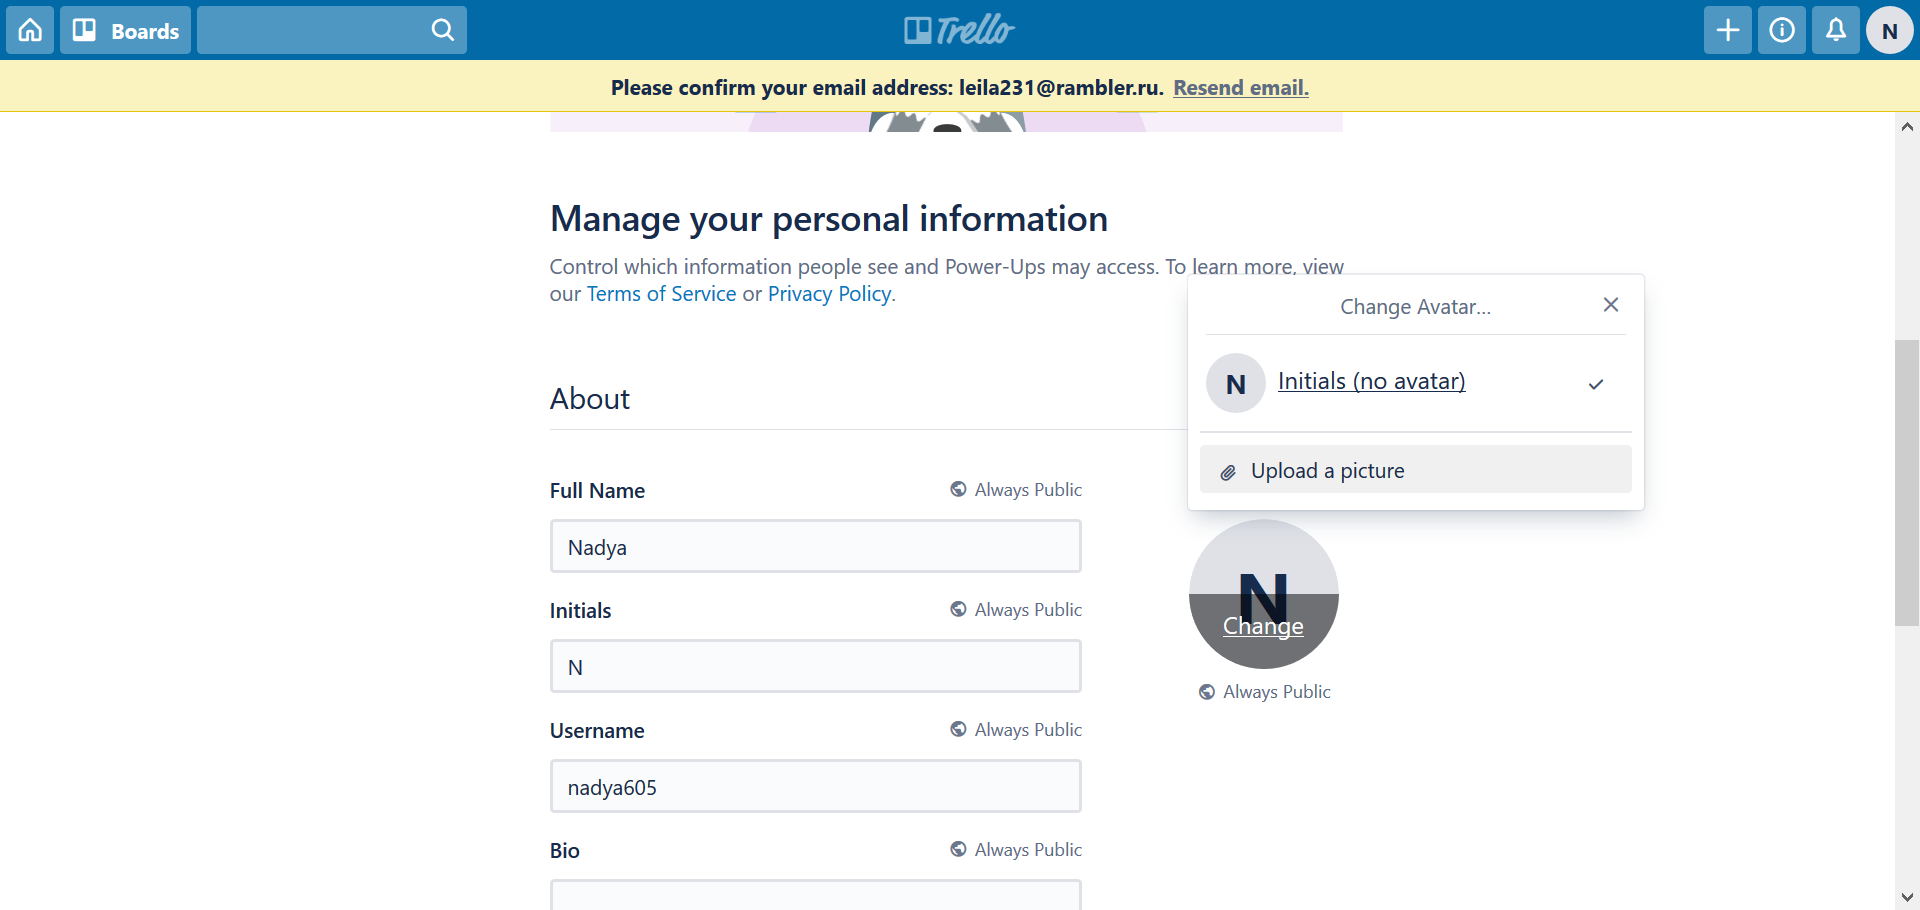 Boards
Trello
N
Please confirm your email address: leila231@rambler.ru. Resend email.
Manage your personal information
Control which information people see and Power-Ups may access. To learn more, view
our Terms of Service or Privacy Policy.
Change Avatar...
N Initials (no avatar)
Upload a picture
About
Full Name Always Public
Nadya
Initials Always Public
N
Username Always Public
nadya605
Bio Always Public
N
Change
Always Public